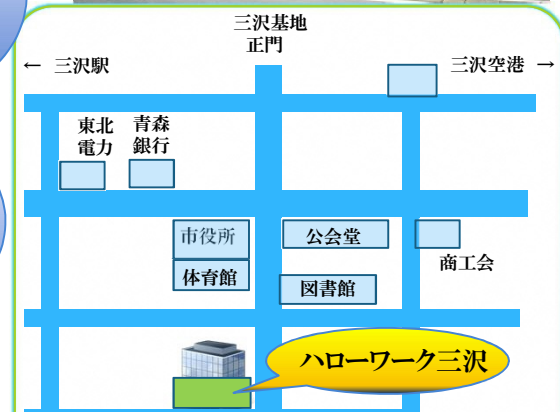 三沢基地
正門
← 三沢駅
三沢空港 →
東北
電力
青森
銀行
市役所
公会堂
体育館
商工会
図書館
ハローワーク三沢